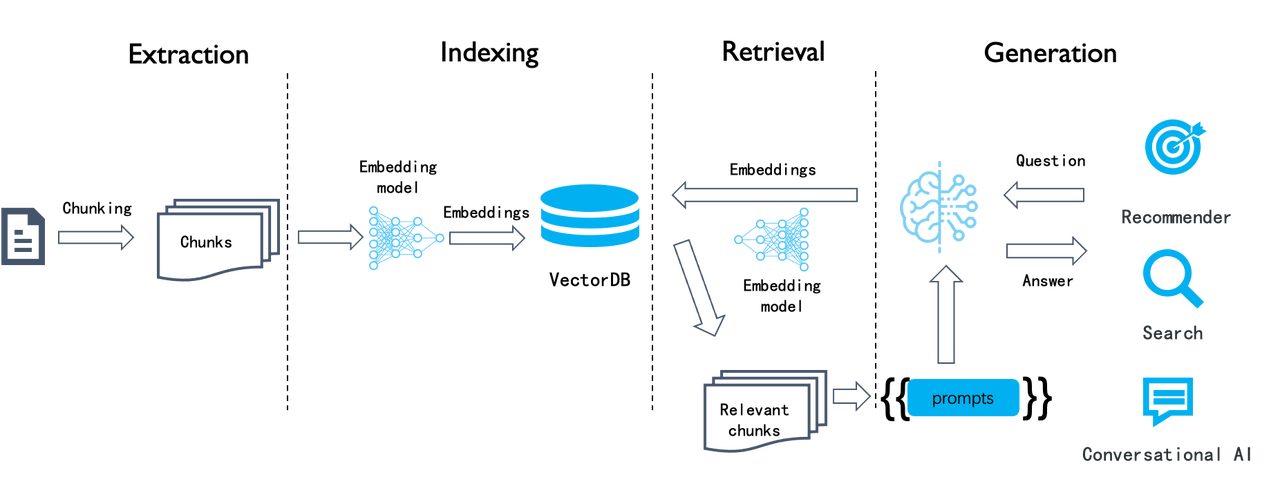 Extraction
Indexing
Retrieval
Generation
Chunking
Chunks
Embedding
model
Embeddings
VectorDB
Embeddings
Embedding
model
Relevant
chunks
{{ prompts }}
Question
Answer
Recommender
Search
Conversational AI